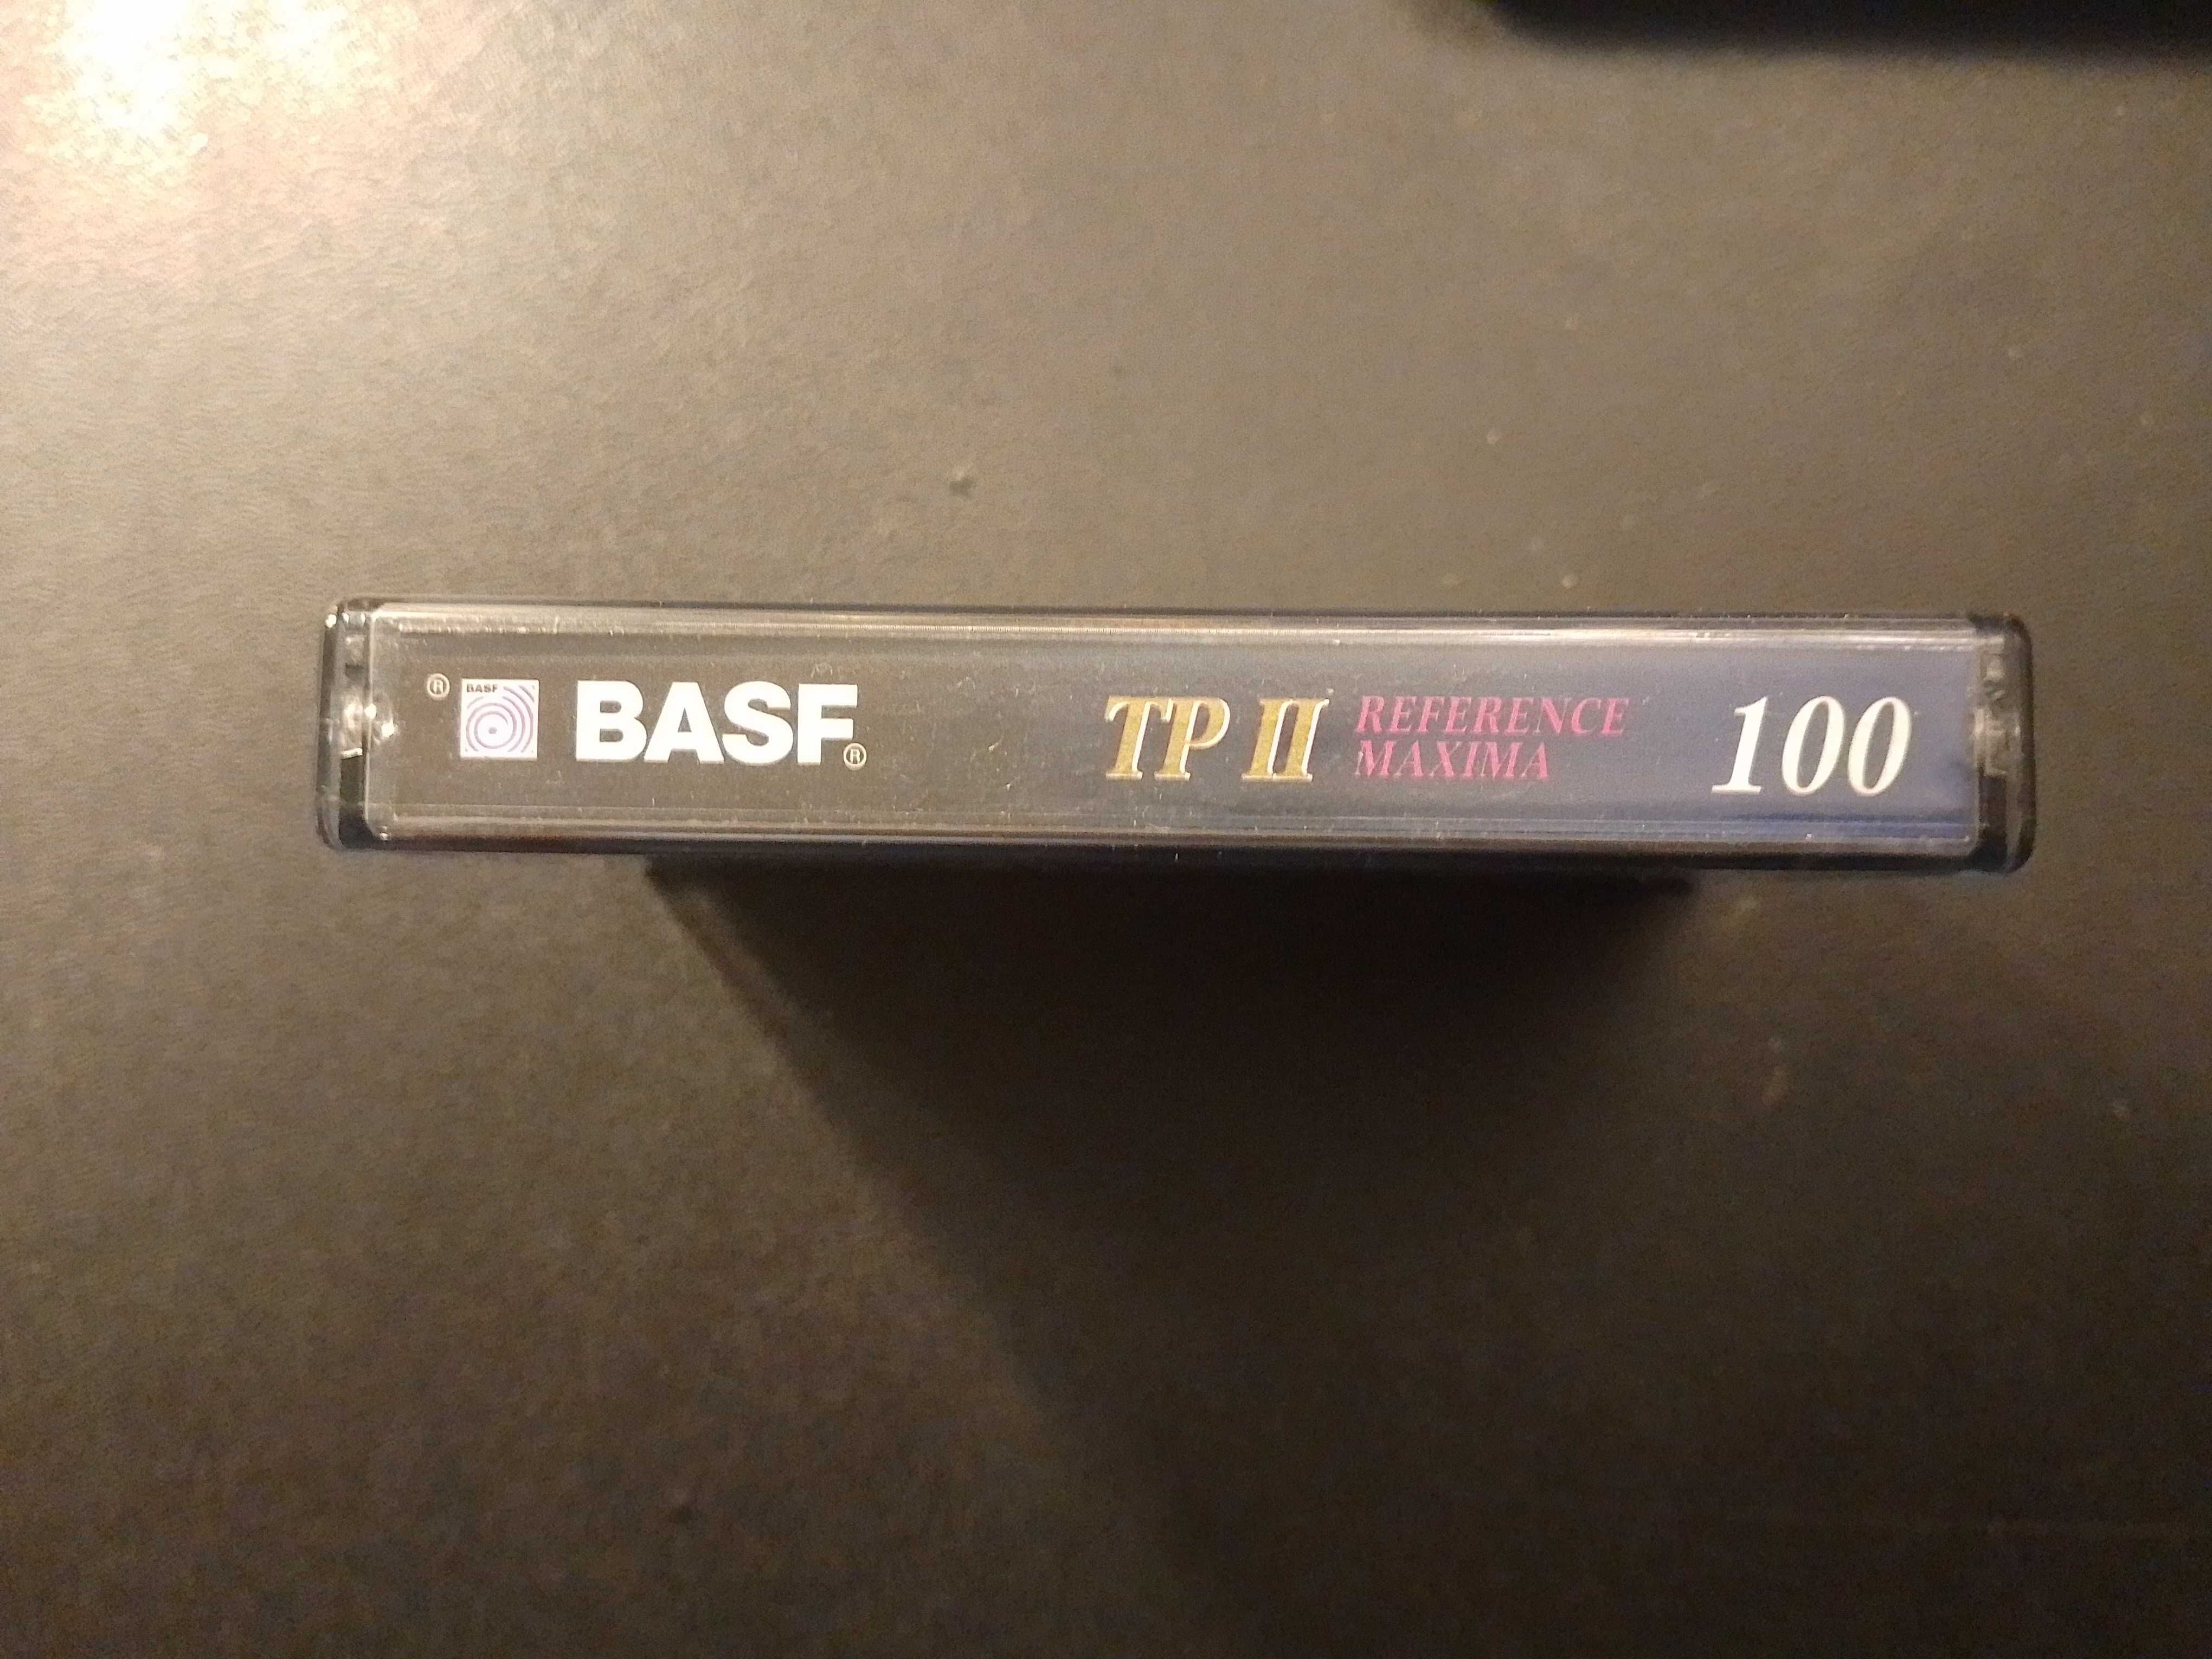 ® BASF BASF®
TP II REFERENCE
MAXIMA
100